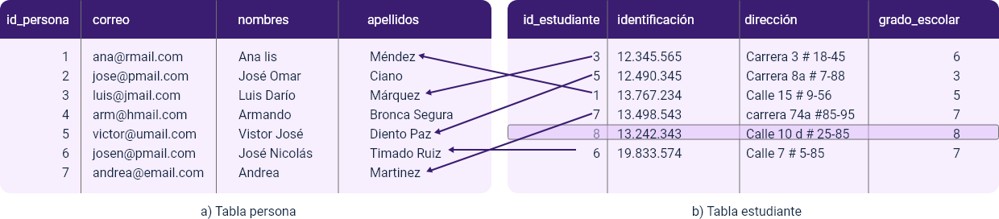 id_persona correo nombres apellidos
1 ana@rmail.com Ana lis Méndez
2 jose@pmail.com José Omar Ciano
3 luis@jmail.com Luis Darío Márquez
4 arm@hmail.com Armando Bronca Segura
5 victor@umail.com Vistor José Diento Paz
6 josen@pmail.com José Nicolás Timado Ruiz
7 andrea@email.com Andrea Martinez
a) Tabla persona
id_estudiante identificación dirección grado_escolar
3 12.345.565 Carrera 3 # 18-45 6
5 12.490.345 Carrera 8a # 7-88 3
1 13.767.234 Calle 15 # 9-56 5
7 13.498.543 carrera 74a #85-95 7
8 13.242.343 Calle 10 d # 25-85 8
6 19.833.574 Calle 7 # 5-85 7
b) Tabla estudiante